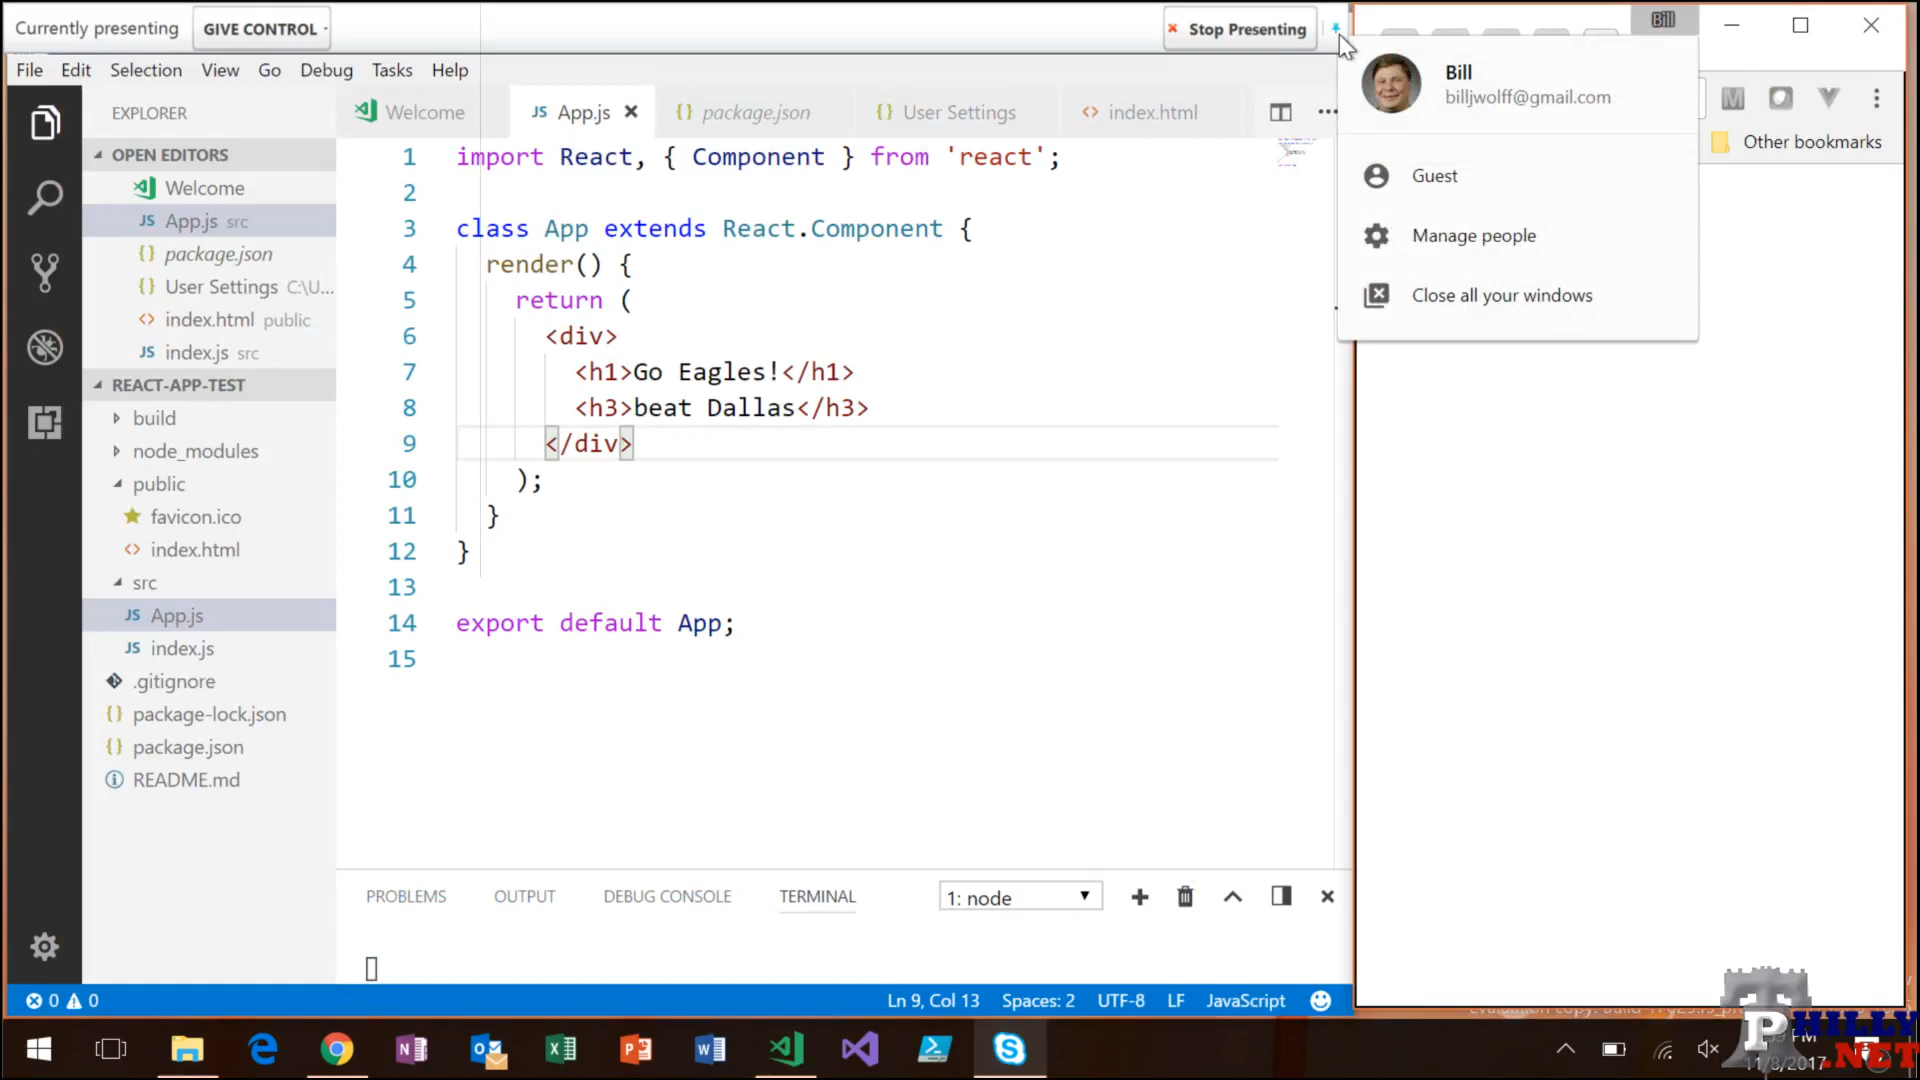 Currently presenting
GIVE CONTROL
Stop Presenting
Bill
File Edit Selection View Go Debug Tasks Help
Bill
billjwolff@gmail.com
Guest
Manage people
Close all your windows
Other bookmarks
EXPLORER
OPEN EDITORS
Welcome
App.js src
package.json
User Settings C:\U...
index.html public
index.js src
REACT-APP-TEST
build
node_modules
public
favicon.ico
index.html
src
App.js
index.js
.gitignore
package-lock.json
package.json
README.md
Welcome
JS App.js
{} package.json
{} User Settings
<> index.html
1 import React, { Component } from 'react';
2
3 class App extends React.Component {
4 render() {
5 return (
6 <div>
7 <h1>Go Eagles!</h1>
8 <h3>beat Dallas</h3>
9 </div>
10 );
11 }
12 }
13
14 export default App;
15
PROBLEMS OUTPUT DEBUG CONSOLE TERMINAL
1: node
0 0
Ln 9, Col 13 Spaces: 2 UTF-8 LF JavaScript
PHILLY
.NET
PM
11/8/2017